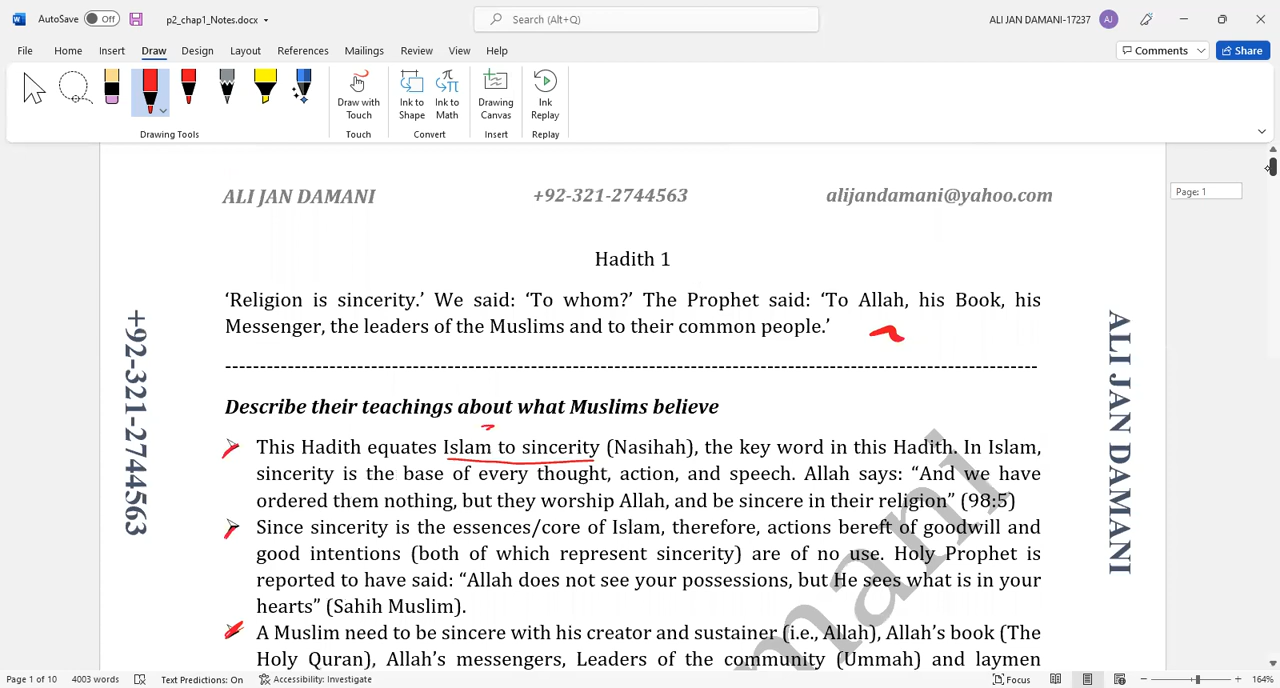 AutoSave Off p2_chap1_Notes.docx Search (Alt+Q) ALI JAN DAMANI-17237 AJ
File Home Insert Draw Design Layout References Mailings Review View Help Comments Share
Draw with Touch Ink to Shape Ink to Math Drawing Canvas Ink Replay
Drawing Tools Touch Convert Insert Replay
Page: 1
ALI JAN DAMANI +92-321-2744563 alijandamani@yahoo.com
Hadith 1
‘Religion is sincerity.’ We said: ‘To whom?’ The Prophet said: ‘To Allah, his Book, his
Messenger, the leaders of the Muslims and to their common people.’
+92-321-2744563
ALI JAN DAMANI
---------------------------------------------------------------------------------------------------------------------
Describe their teachings about what Muslims believe
➢ This Hadith equates Islam to sincerity (Nasihah), the key word in this Hadith. In Islam,
sincerity is the base of every thought, action, and speech. Allah says: “And we have
ordered them nothing, but they worship Allah, and be sincere in their religion” (98:5)
➢ Since sincerity is the essences/core of Islam, therefore, actions bereft of goodwill and
good intentions (both of which represent sincerity) are of no use. Holy Prophet is
reported to have said: “Allah does not see your possessions, but He sees what is in your
hearts” (Sahih Muslim).
➢ A Muslim need to be sincere with his creator and sustainer (i.e., Allah), Allah’s book (The
Holy Quran), Allah’s messengers, Leaders of the community (Ummah) and laymen
mani
Page 1 of 10 4003 words Text Predictions: On Accessibility: Investigate Focus 164%